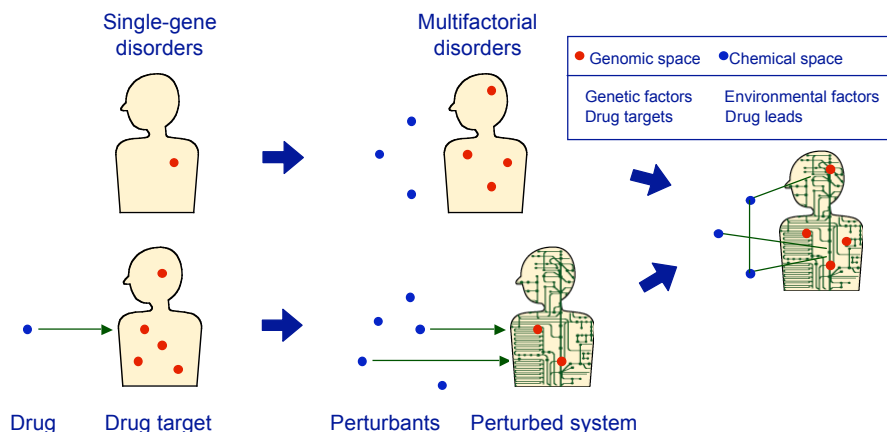 Single-gene
disorders
Multifactorial
disorders
Genomic space
Chemical space
Genetic factors
Drug targets
Environmental factors
Drug leads
Drug
Drug target
Perturbants
Perturbed system